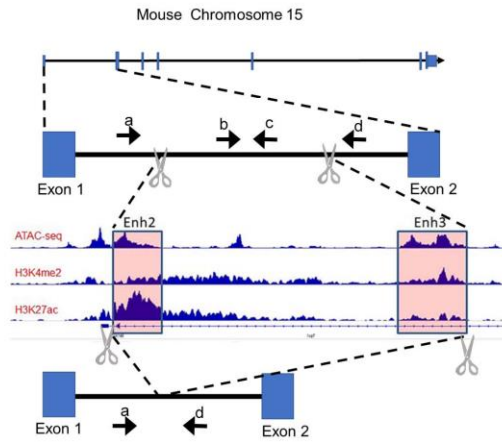 Mouse Chromosome 15
a b c d
Exon 1 Exon 2
Enh2 Enh3
ATAC-seq
H3K4me2
H3K27ac
a d
Exon 1 Exon 2